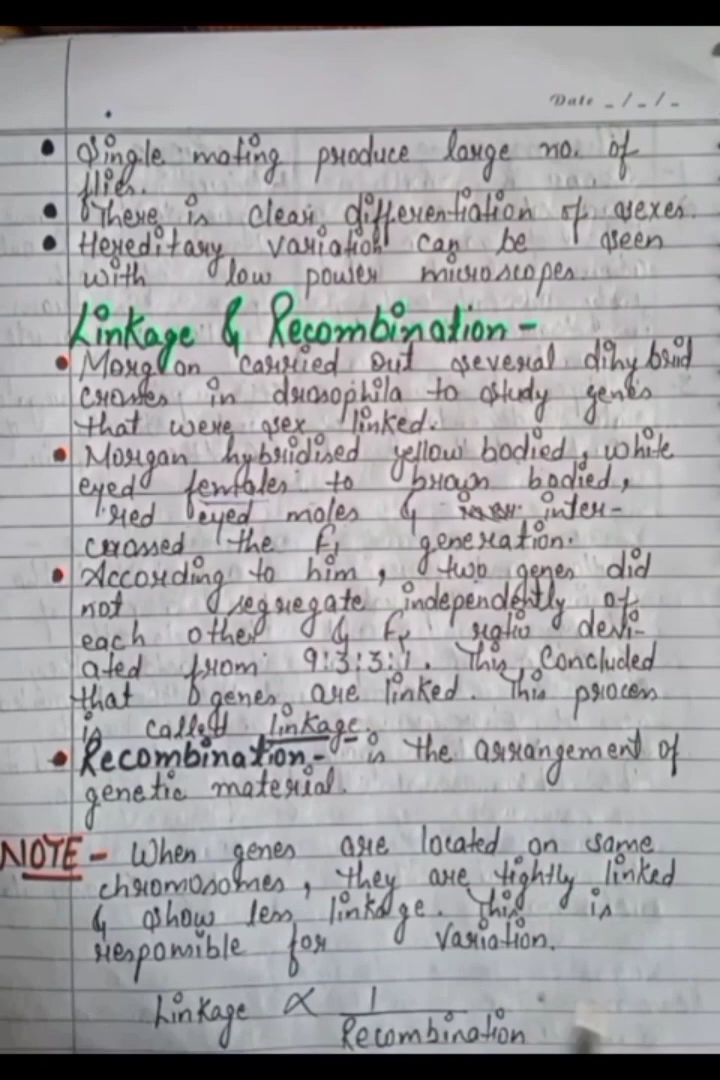 Date _/_/_
• Single mating produce large no. of
flies.
• There is clear differentiation of sexes.
• Hereditary variation can be seen
with low power microscopes.
Linkage & Recombination -
• Morgan carried out several dihybrid
crosses in drosophila to study genes
that were sex linked.
• Morgan hybridised yellow bodied, white
eyed females to brown bodied,
red eyed males & inter-
crossed the F1 generation.
• According to him, two genes did
not segregate independently of
each other & ratio devi-
ated from 9:3:3:1. This concluded
that genes are linked. This process
is called linkage.
• Recombination - is the arrangement of
genetic material.
NOTE - When genes are located on same
chromosomes, they are tightly linked
& show less linkage. This is
responsible for variation.
Linkage ∝ 1
Recombination